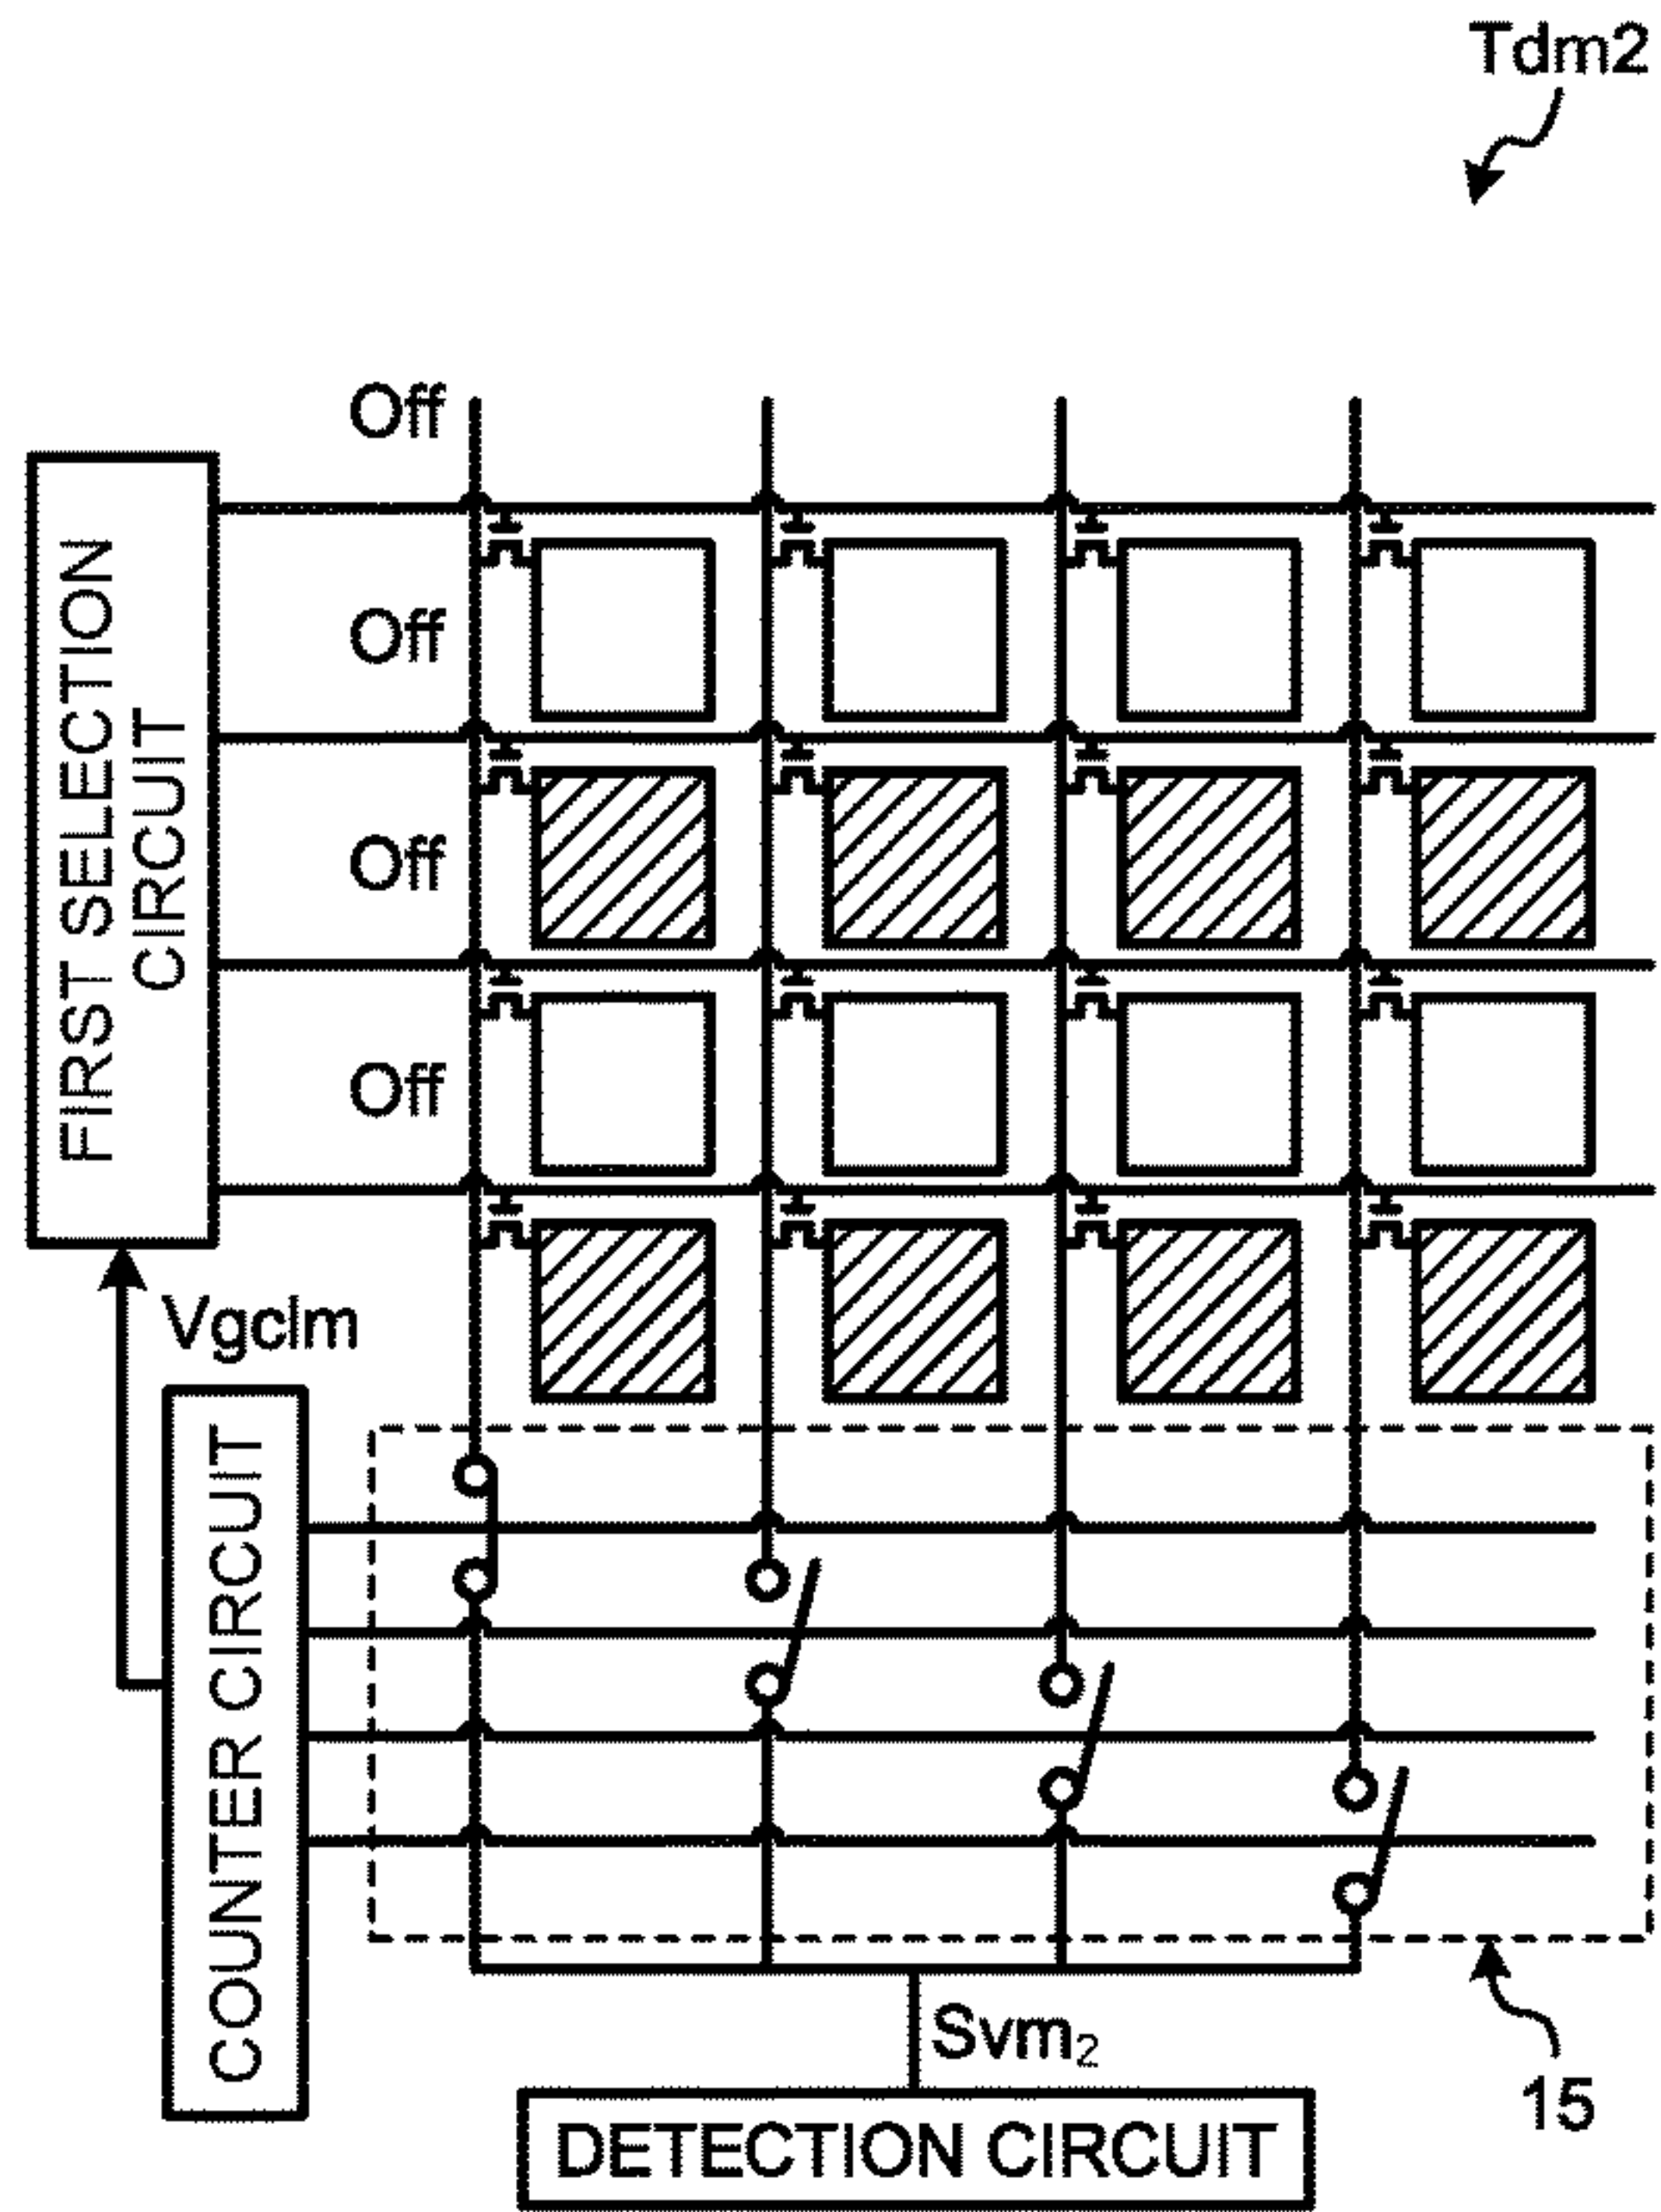 Tdm2
Off
Off
Off
Off
FIRST SELECTION
CIRCUIT
Vgclm
COUNTER CIRCUIT
Svm₂
15
DETECTION CIRCUIT